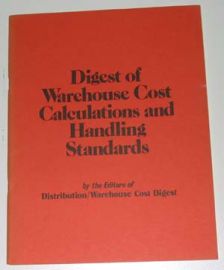 Digest of
Warehouse Cost
Calculations and
Handling
Standards
by the Editors of
Distribution/Warehouse Cost Digest